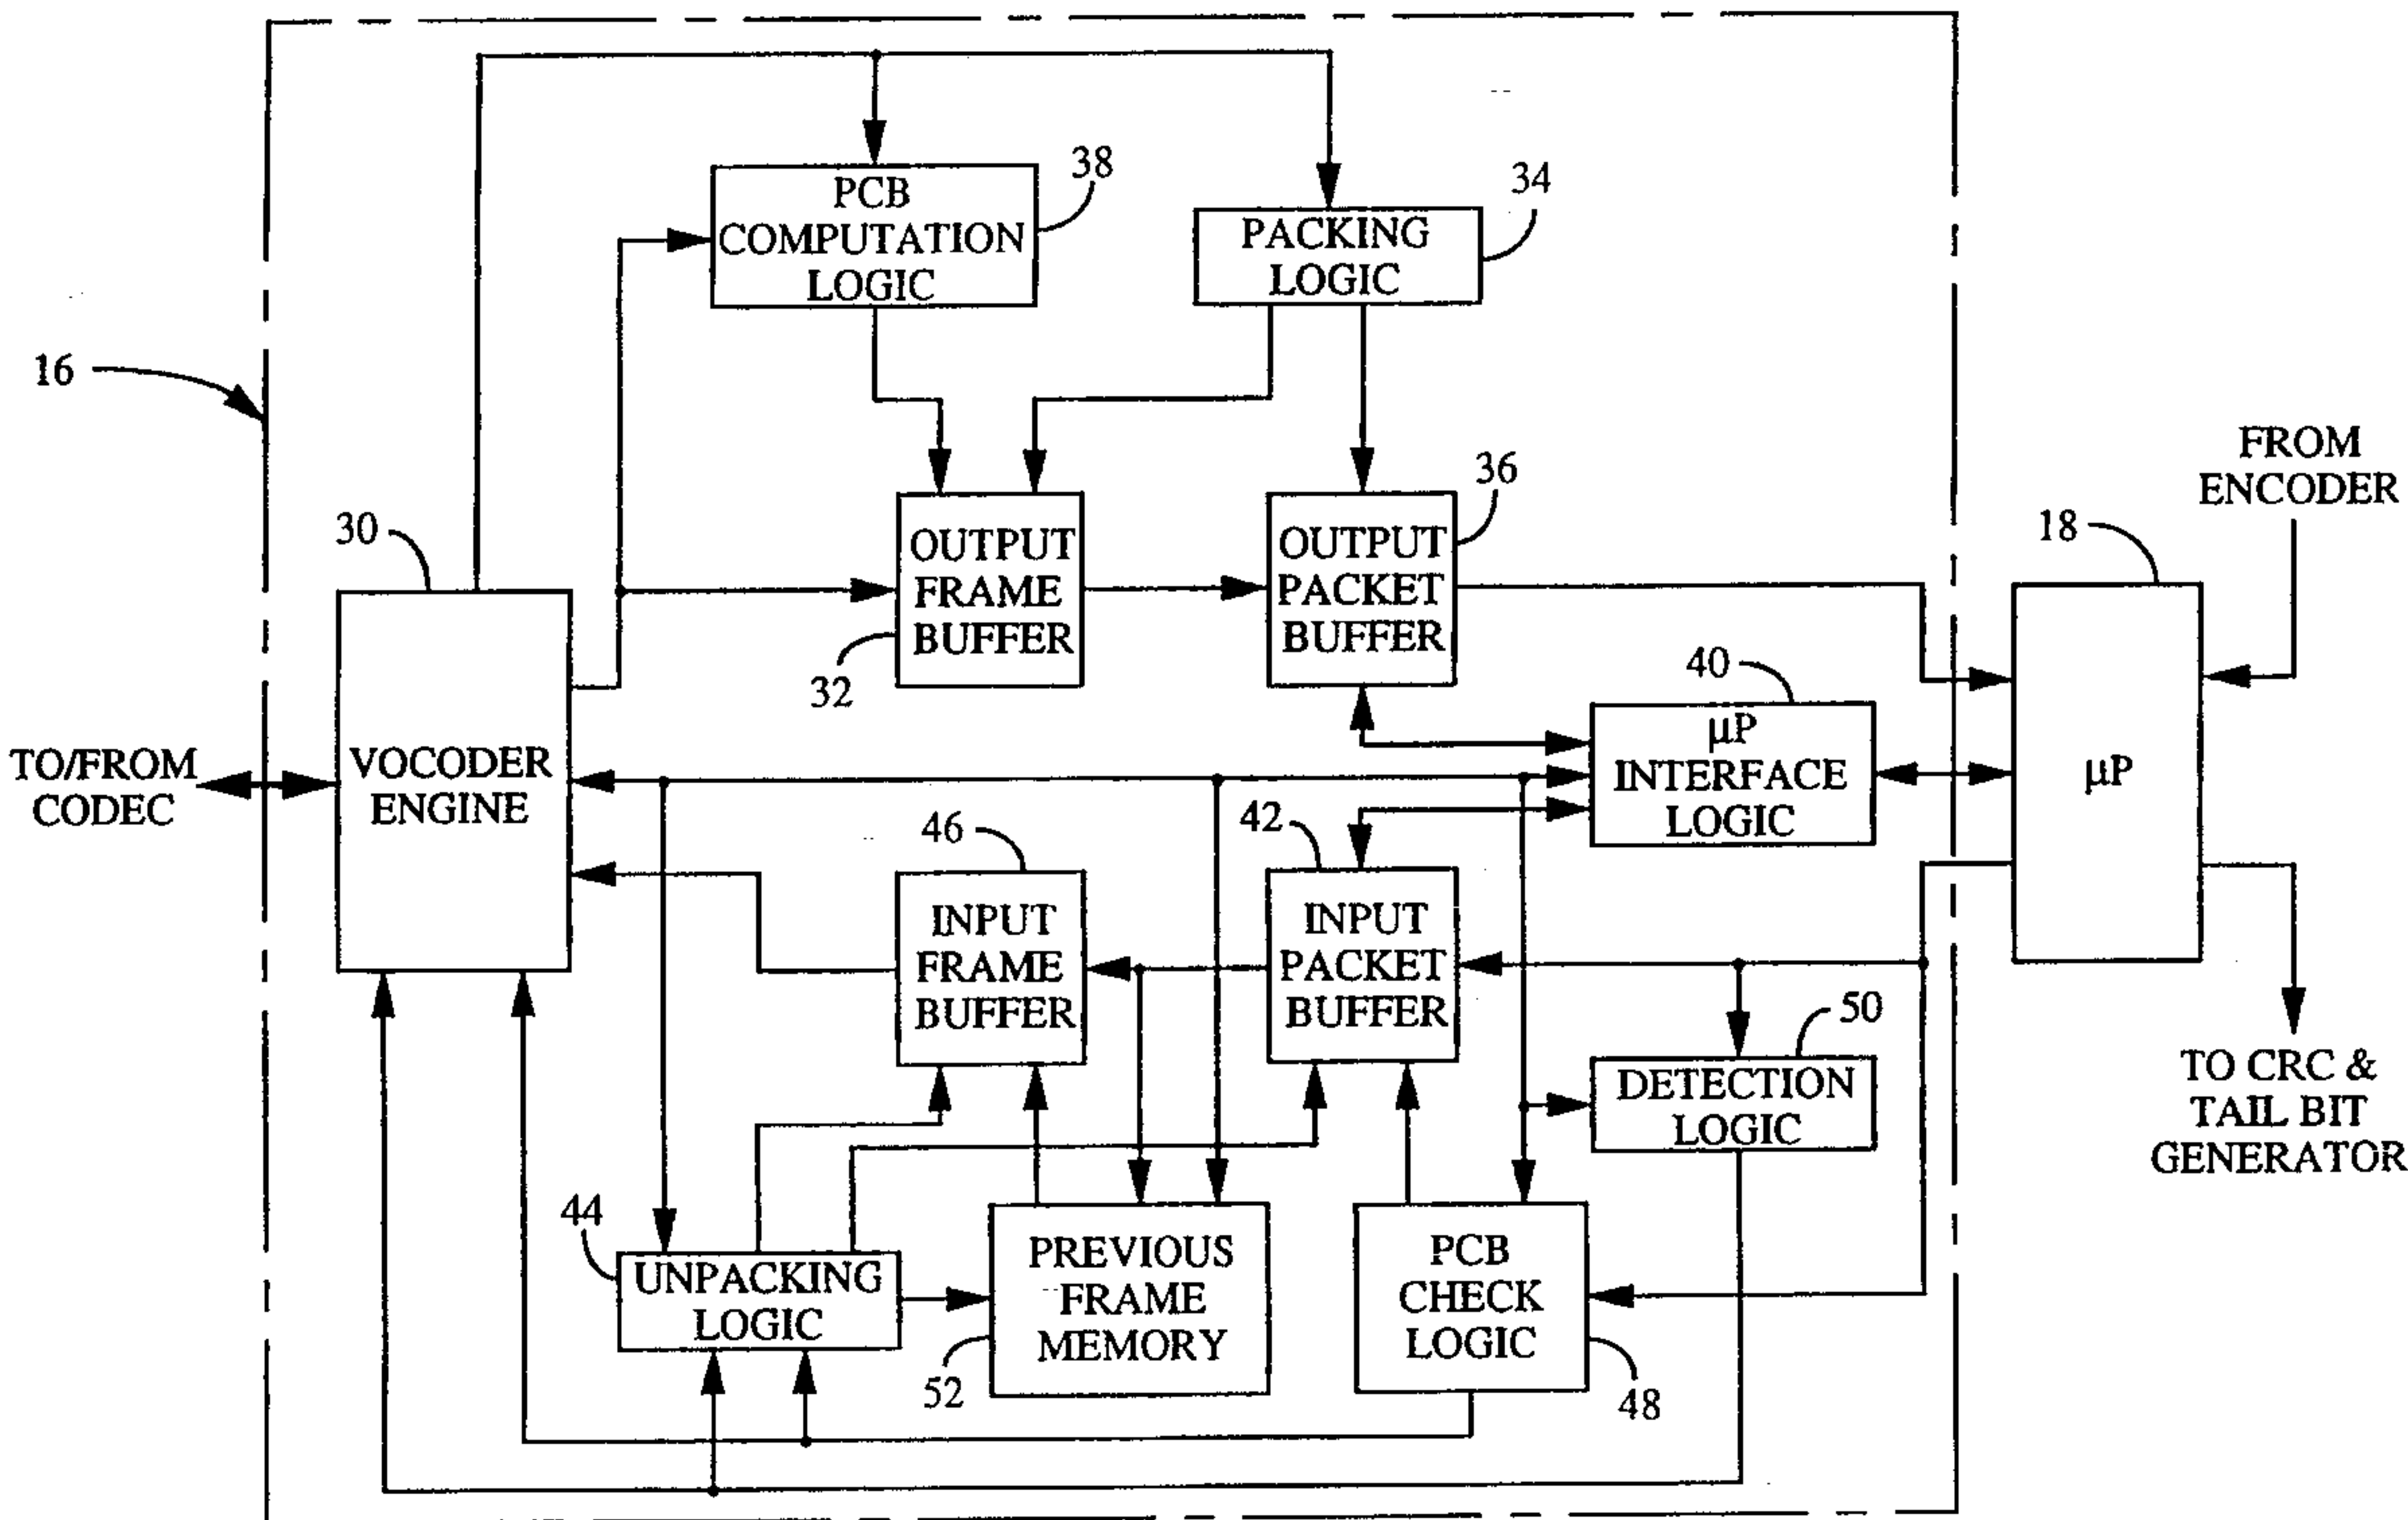 38
PCB
COMPUTATION
LOGIC
34
PACKING
LOGIC
16
FROM
ENCODER
36
30
18
OUTPUT
FRAME
BUFFER
OUTPUT
PACKET
BUFFER
32
40
µP
INTERFACE
LOGIC
TO/FROM
CODEC
VOCODER
ENGINE
µP
46
42
INPUT
FRAME
BUFFER
INPUT
PACKET
BUFFER
50
DETECTION
LOGIC
TO CRC &
TAIL BIT
GENERATOR
44
UNPACKING
LOGIC
PREVIOUS
FRAME
MEMORY
PCB
CHECK
LOGIC
52
48